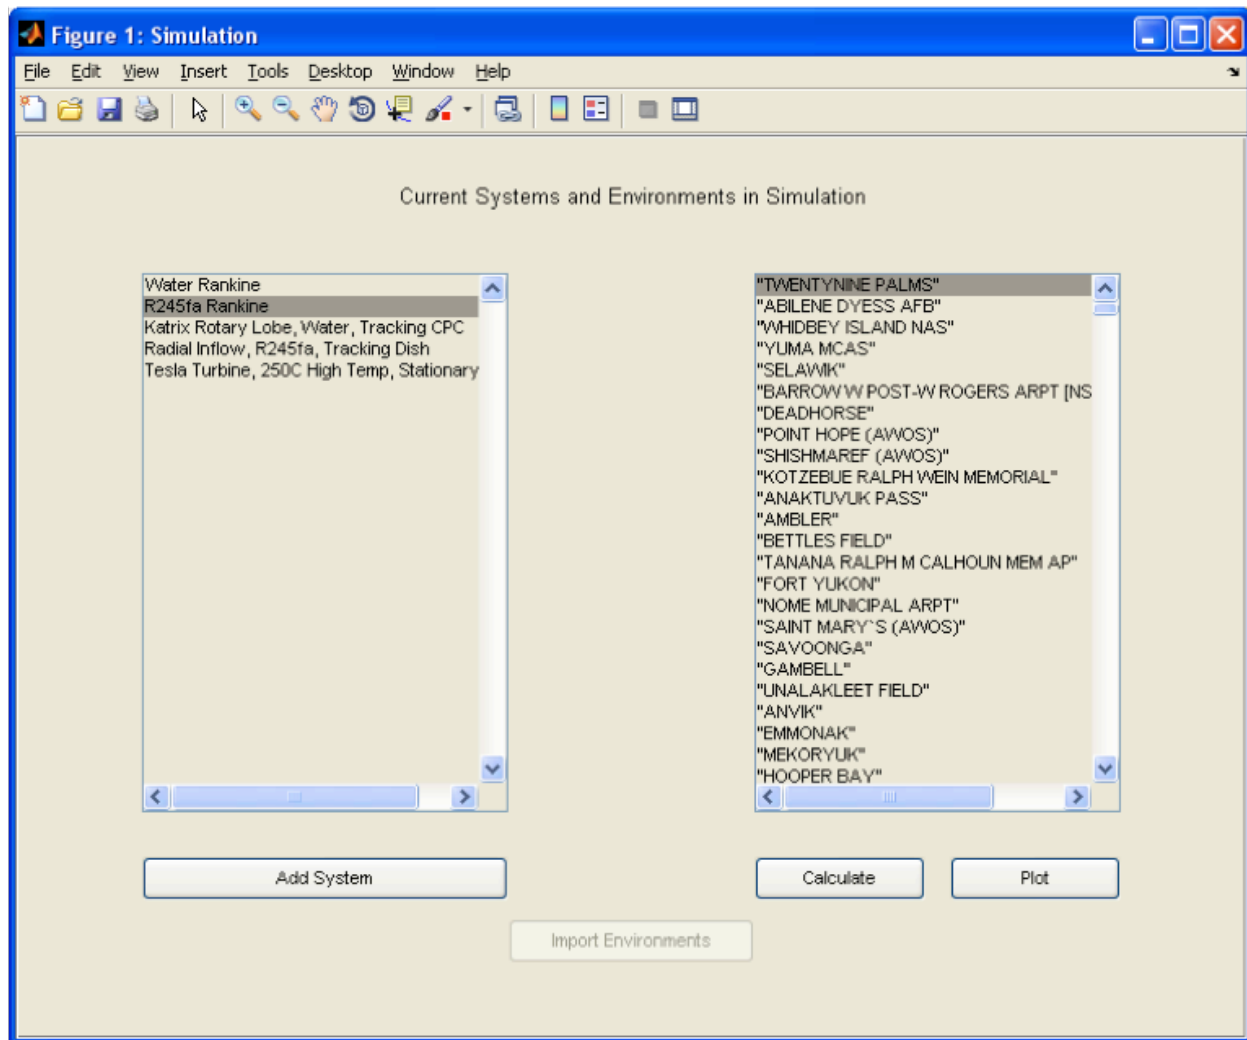 Figure 1: Simulation
File Edit View Insert Tools Desktop Window Help
Current Systems and Environments in Simulation
Water Rankine
R245fa Rankine
Katrix Rotary Lobe, Water, Tracking CPC
Radial Inflow, R245fa, Tracking Dish
Tesla Turbine, 250C High Temp, Stationary
"TWENTYNINE PALMS"
"ABILENE DYESS AFB"
"WHIDBEY ISLAND NAS"
"YUMA MCAS"
"SELAWIK"
"BARROW W POST-W ROGERS ARPT [NS
"DEADHORSE"
"POINT HOPE (AWOS)"
"SHISHMAREF (AWOS)"
"KOTZEBUE RALPH WEIN MEMORIAL"
"ANAKTUVUK PASS"
"AMBLER"
"BETTLES FIELD"
"TANANA RALPH M CALHOUN MEM AP"
"FORT YUKON"
"NOME MUNICIPAL ARPT"
"SAINT MARY`S (AWOS)"
"SAVOONGA"
"GAMBELL"
"UNALAKLEET FIELD"
"ANVIK"
"EMMONAK"
"MEKORYUK"
"HOOPER BAY"
Add System
Calculate
Plot
Import Environments